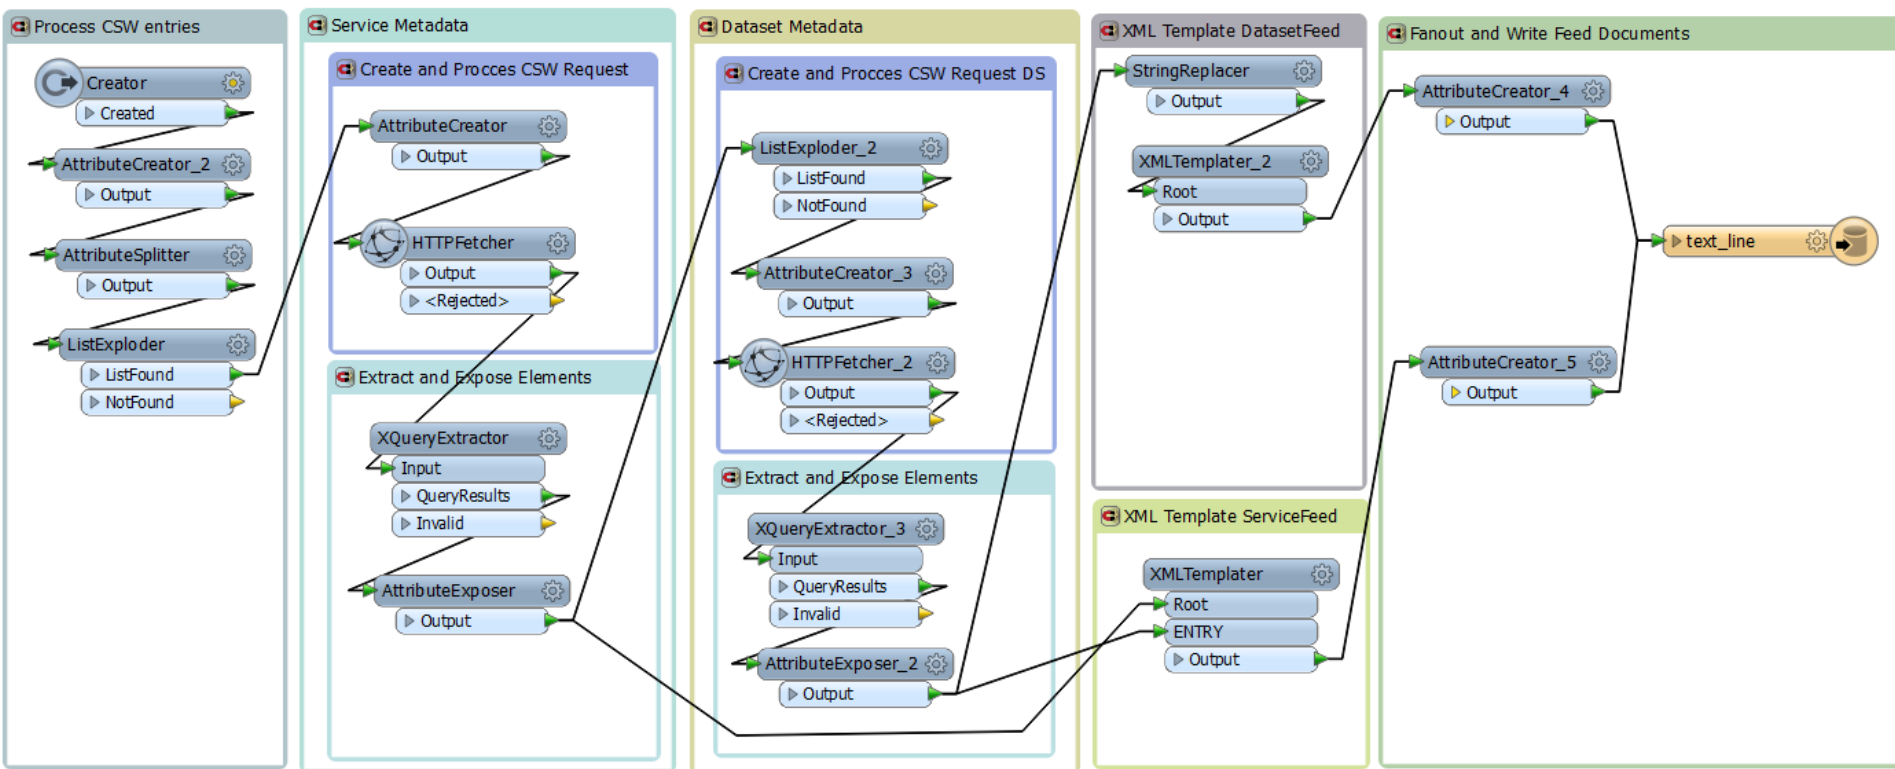 Process CSW entries
Creator
Created
AttributeCreator_2
Output
AttributeSplitter
Output
ListExploder
ListFound
NotFound
Service Metadata
Create and Procces CSW Request
AttributeCreator
Output
HTTPFetcher
Output
<Rejected>
Extract and Expose Elements
XQueryExtractor
Input
QueryResults
Invalid
AttributeExposer
Output
Dataset Metadata
Create and Procces CSW Request DS
ListExploder_2
ListFound
NotFound
AttributeCreator_3
Output
HTTPFetcher_2
Output
<Rejected>
Extract and Expose Elements
XQueryExtractor_3
Input
QueryResults
Invalid
AttributeExposer_2
Output
XML Template DatasetFeed
StringReplacer
Output
XMLTemplater_2
Root
Output
XML Template ServiceFeed
XMLTemplater
Root
ENTRY
Output
Fanout and Write Feed Documents
AttributeCreator_4
Output
text_line
AttributeCreator_5
Output